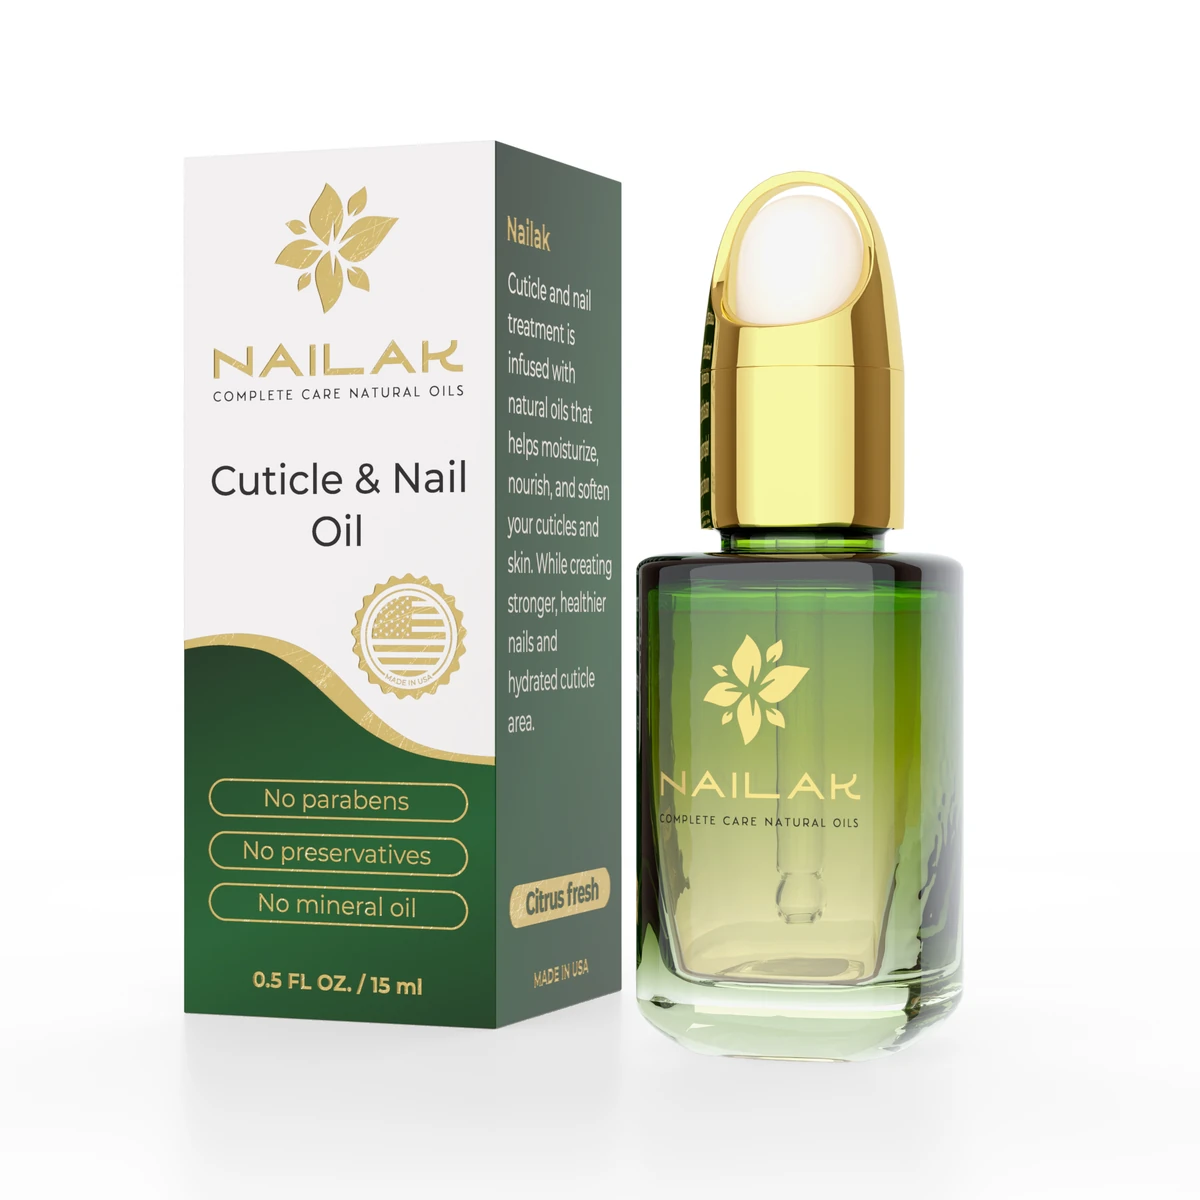 NAILAK
COMPLETE CARE NATURAL OILS
Cuticle & Nail
Oil
MADE IN USA
No parabens
No preservatives
No mineral oil
0.5 FL OZ. / 15 ml
Nailak
Cuticle and nail
treatment is
infused with
natural oils that
helps moisturize,
nourish, and soften
your cuticles and
skin. While creating
stronger, healthier
nails and
hydrated cuticle
area.
Citrus fresh
MADE IN USA
NAILAK
COMPLETE CARE NATURAL OILS